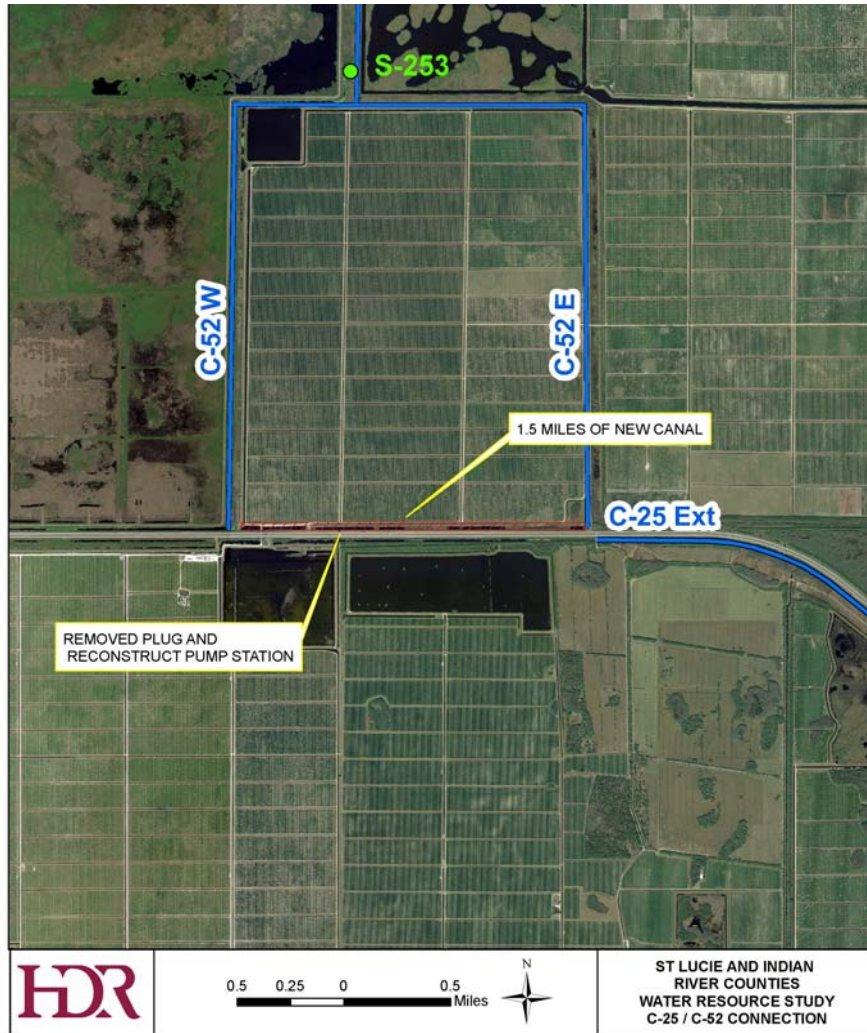 S-253
C-52 W
C-52 E
1.5 MILES OF NEW CANAL
C-25 Ext
REMOVED PLUG AND
RECONSTRUCT PUMP STATION
HDR
0.5 0.25 0 0.5
Miles
N
ST LUCIE AND INDIAN
RIVER COUNTIES
WATER RESOURCE STUDY
C-25 / C-52 CONNECTION